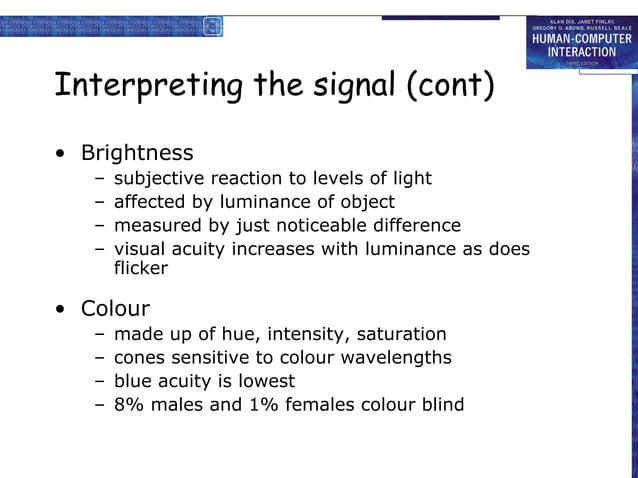 ALAN DIX, JANET FINLAY,
GREGORY D. ABOWD, RUSSELL BEALE
HUMAN-COMPUTER
INTERACTION
THIRD EDITION
Interpreting the signal (cont)
• Brightness
– subjective reaction to levels of light
– affected by luminance of object
– measured by just noticeable difference
– visual acuity increases with luminance as does
flicker
• Colour
– made up of hue, intensity, saturation
– cones sensitive to colour wavelengths
– blue acuity is lowest
– 8% males and 1% females colour blind